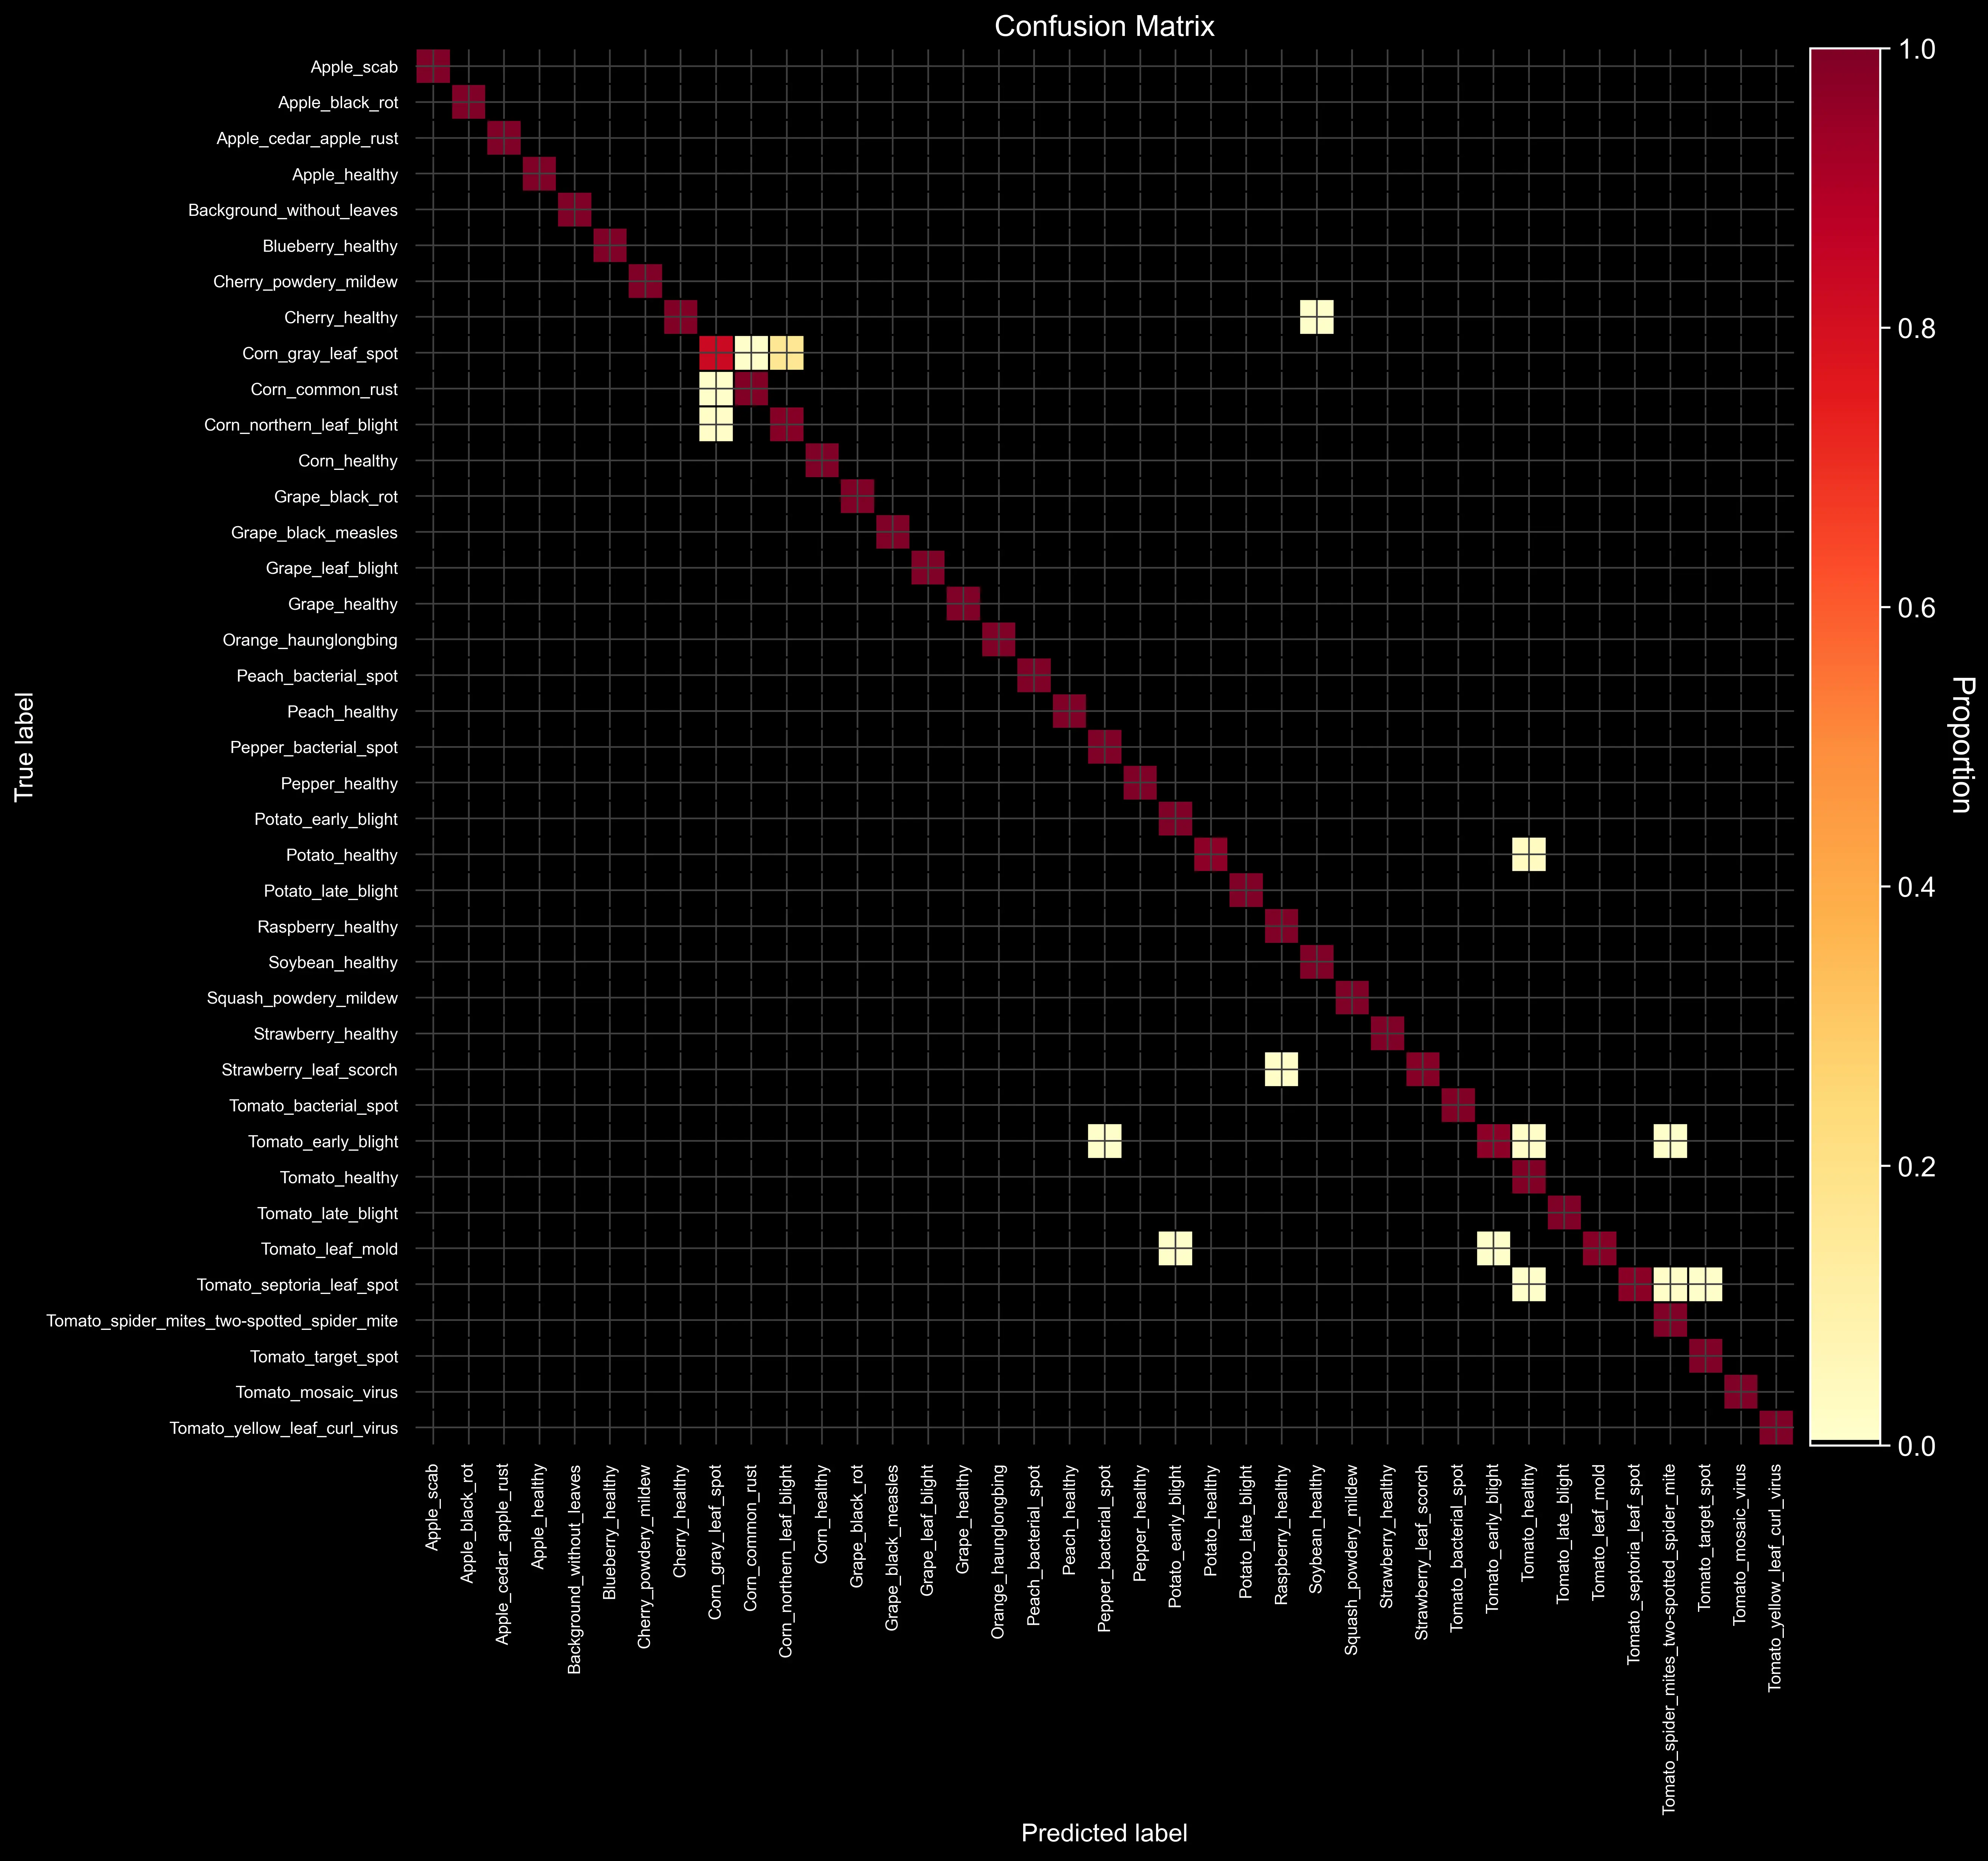 Confusion Matrix
True label
Apple_scab
Apple_black_rot
Apple_cedar_apple_rust
Apple_healthy
Background_without_leaves
Blueberry_healthy
Cherry_powdery_mildew
Cherry_healthy
Corn_gray_leaf_spot
Corn_common_rust
Corn_northern_leaf_blight
Corn_healthy
Grape_black_rot
Grape_black_measles
Grape_leaf_blight
Grape_healthy
Orange_haunglongbing
Peach_bacterial_spot
Peach_healthy
Pepper_bacterial_spot
Pepper_healthy
Potato_early_blight
Potato_healthy
Potato_late_blight
Raspberry_healthy
Soybean_healthy
Squash_powdery_mildew
Strawberry_healthy
Strawberry_leaf_scorch
Tomato_bacterial_spot
Tomato_early_blight
Tomato_healthy
Tomato_late_blight
Tomato_leaf_mold
Tomato_septoria_leaf_spot
Tomato_spider_mites_two-spotted_spider_mite
Tomato_target_spot
Tomato_mosaic_virus
Tomato_yellow_leaf_curl_virus
Apple_scab
Apple_black_rot
Apple_cedar_apple_rust
Apple_healthy
Background_without_leaves
Blueberry_healthy
Cherry_powdery_mildew
Cherry_healthy
Corn_gray_leaf_spot
Corn_common_rust
Corn_northern_leaf_blight
Corn_healthy
Grape_black_rot
Grape_black_measles
Grape_leaf_blight
Grape_healthy
Orange_haunglongbing
Peach_bacterial_spot
Peach_healthy
Pepper_bacterial_spot
Pepper_healthy
Potato_early_blight
Potato_healthy
Potato_late_blight
Raspberry_healthy
Soybean_healthy
Squash_powdery_mildew
Strawberry_healthy
Strawberry_leaf_scorch
Tomato_bacterial_spot
Tomato_early_blight
Tomato_healthy
Tomato_late_blight
Tomato_leaf_mold
Tomato_septoria_leaf_spot
Tomato_spider_mites_two-spotted_spider_mite
Tomato_target_spot
Tomato_mosaic_virus
Tomato_yellow_leaf_curl_virus
Predicted label
1.0
0.8
0.6
0.4
0.2
0.0
Proportion